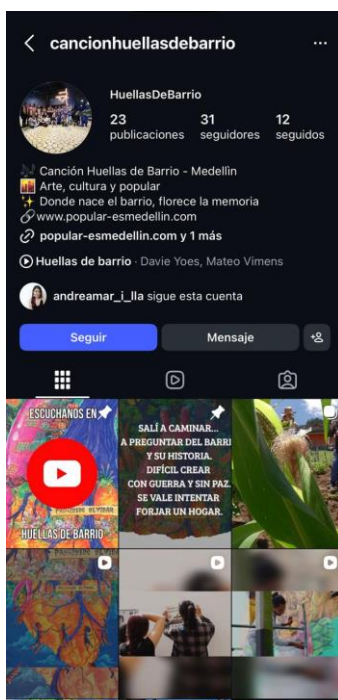 cancionhuellasdebarrio
HuellasDeBarrio
23 31 12
publicaciones seguidores seguidos
Canción Huellas de Barrio - Medellín
Arte, cultura y popular
Donde nace el barrio, florece la memoria
www.popular-esmedellin.com
popular-esmedellin.com y 1 más
Huellas de barrio · Davie Yoes, Mateo Vimens
andreamar_i_lla sigue esta cuenta
Seguir Mensaje
ESCUCHANOS EN
HUELLAS DE BARRIO
SALÍ A CAMINAR...
A PREGUNTAR DEL BARRI
Y SU HISTORIA.
DIFÍCIL CREAR
CON GUERRA Y SIN PAZ.
SE VALE INTENTAR
FORJAR UN HOGAR.
PROHIBIDO OLVIDAR